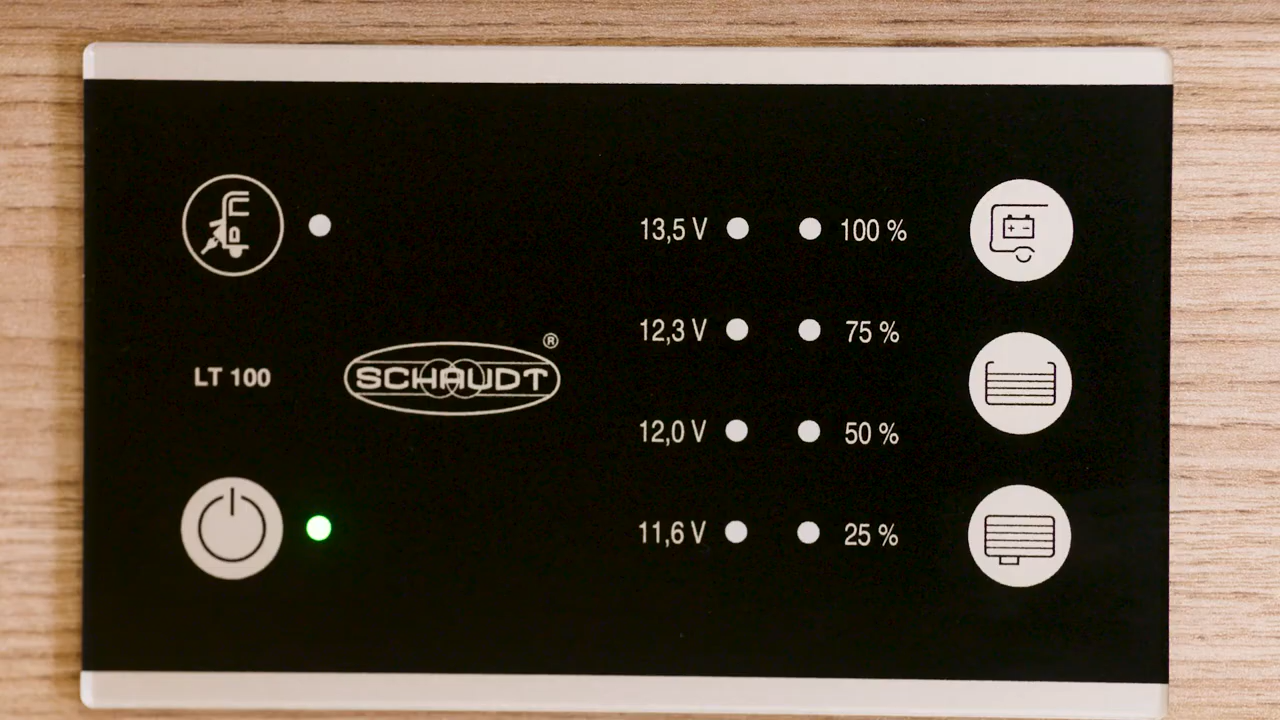 13,5 V 100 %
12,3 V 75 %
LT 100 SCHAUDT ®
12,0 V 50 %
11,6 V 25 %